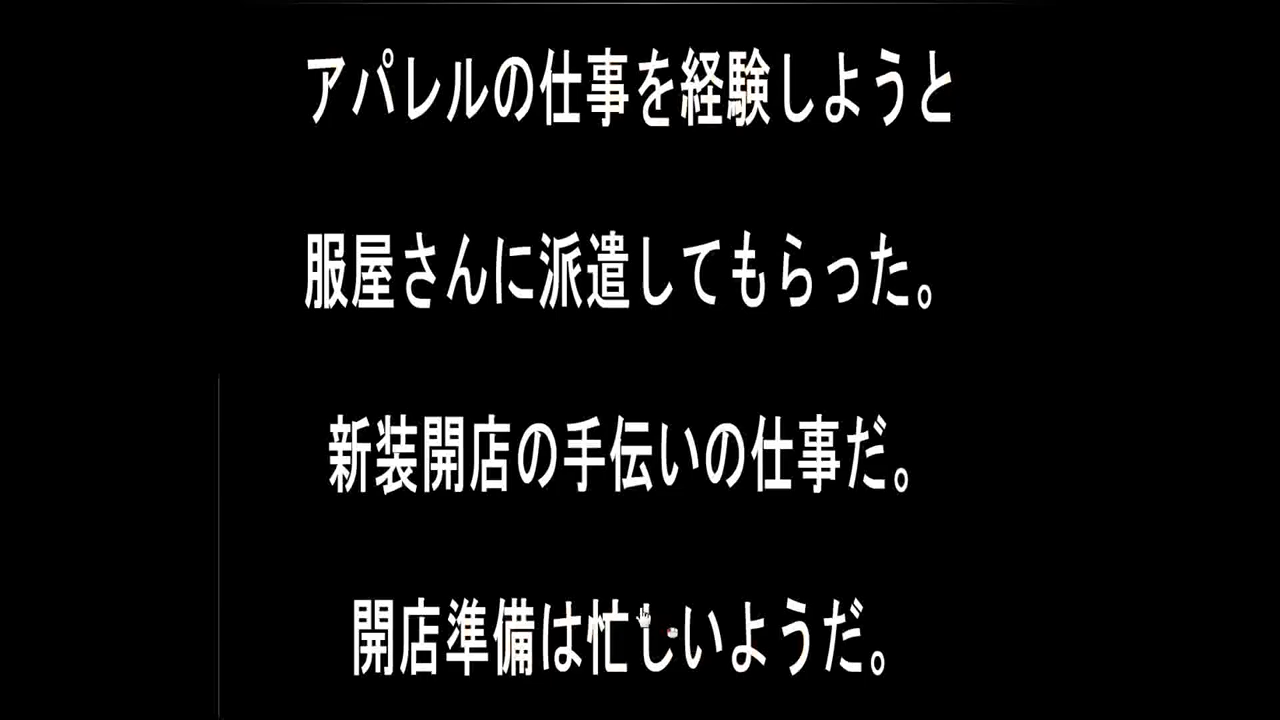 アパレルの仕事を経験しようと
服屋さんに派遣してもらった。
新装開店の手伝いの仕事だ。
開店準備は忙しいようだ。